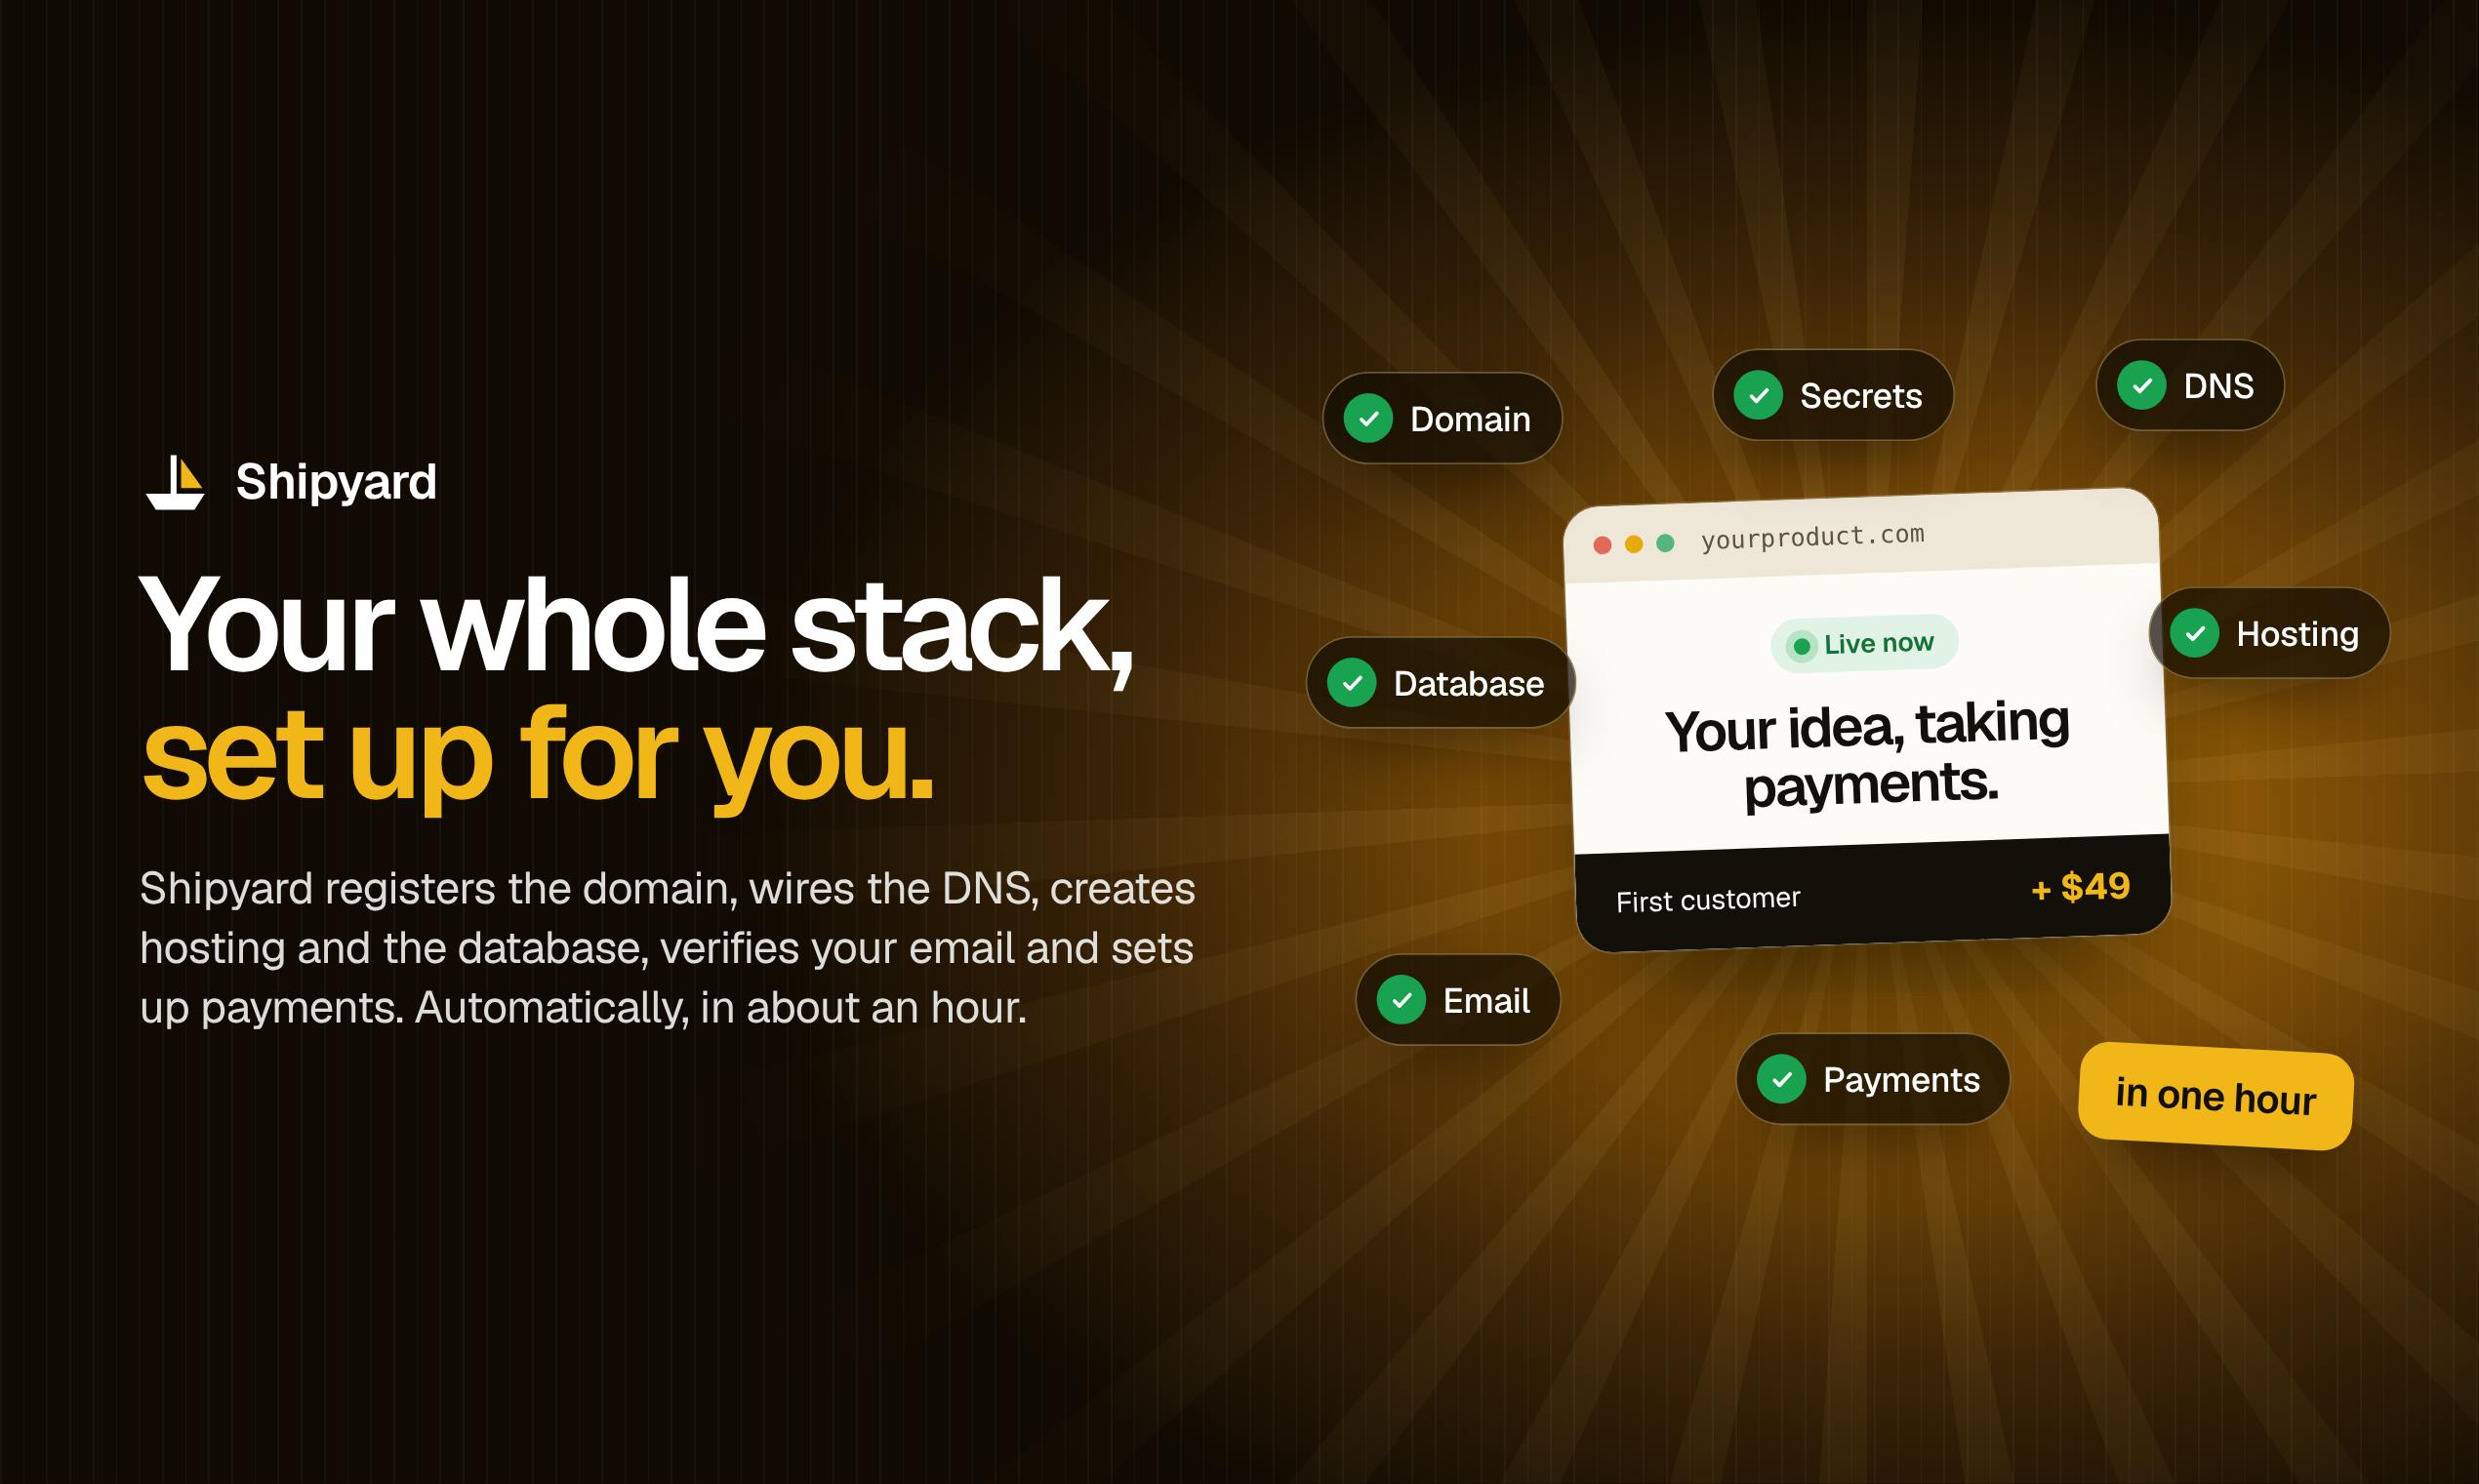 Shipyard
Your whole stack,
set up for you.
Shipyard registers the domain, wires the DNS, creates
hosting and the database, verifies your email and sets
up payments. Automatically, in about an hour.
Domain
Secrets
DNS
yourproduct.com
Live now
Hosting
Database
Your idea, taking
payments.
First customer
+ $49
Email
Payments
in one hour